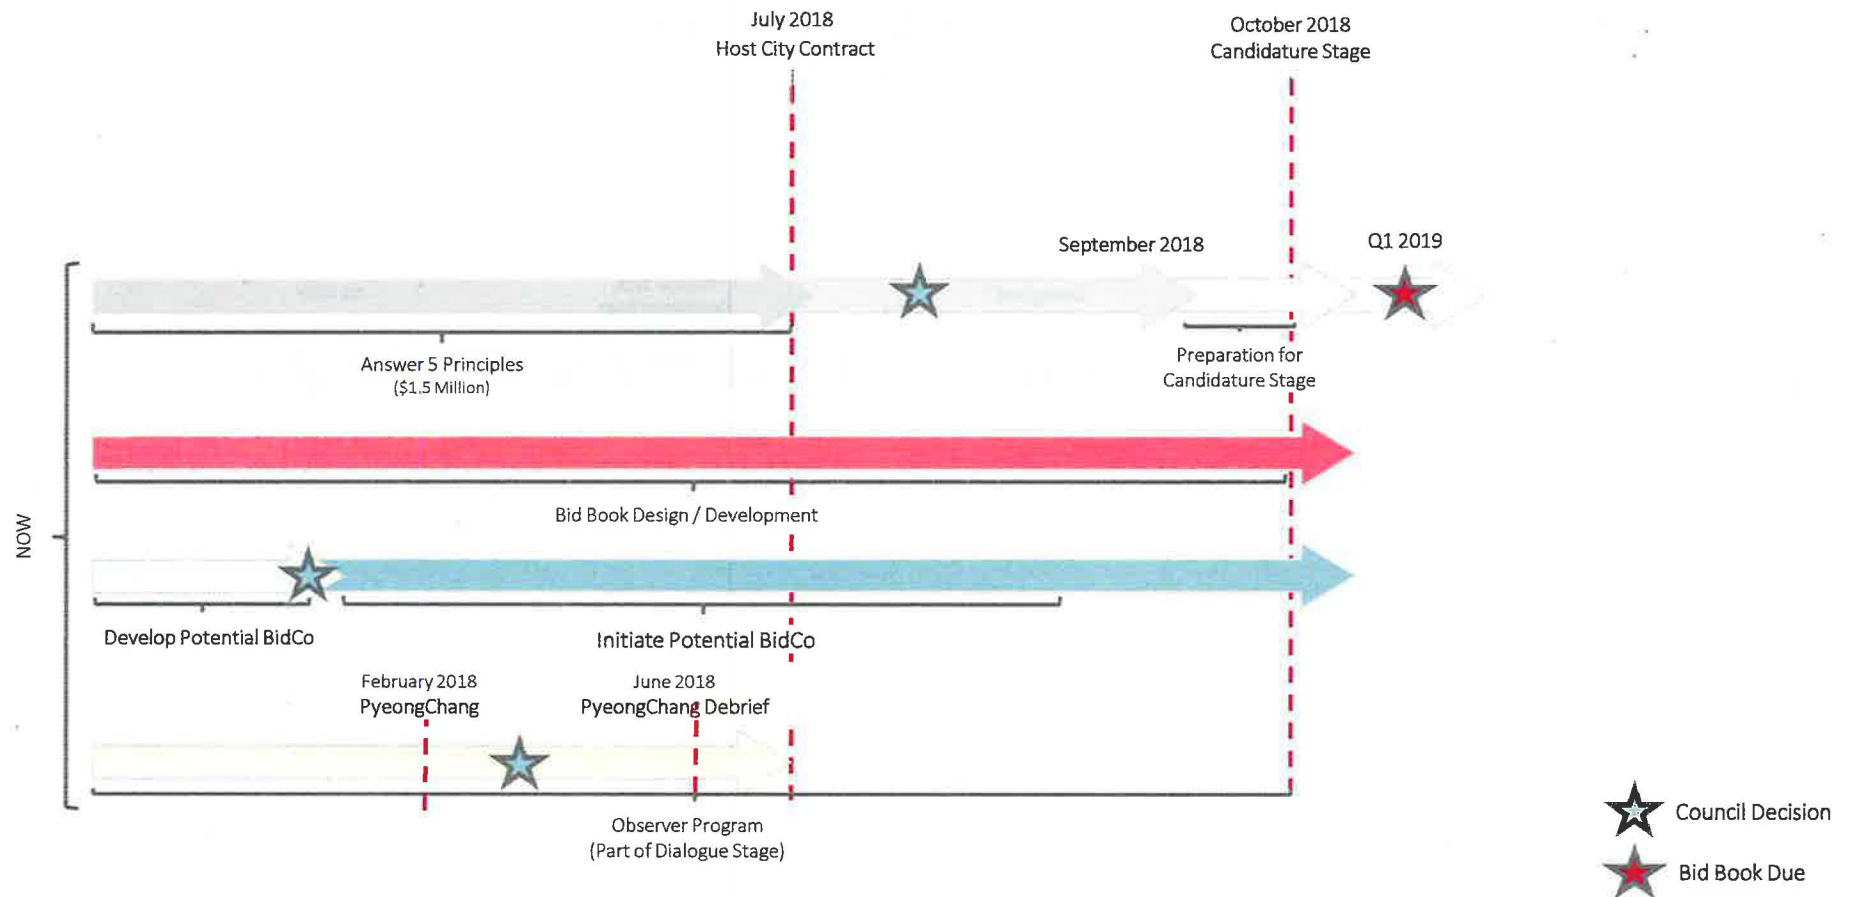 July 2018
Host City Contract
October 2018
Candidature Stage
September 2018
Q1 2019
Answer 5 Principles
($1.5 Million)
Preparation for
Candidature Stage
Bid Book Design / Development
NOW
Develop Potential BidCo
Initiate Potential BidCo
February 2018
PyeongChang
June 2018
PyeongChang Debrief
Observer Program
(Part of Dialogue Stage)
Council Decision
Bid Book Due